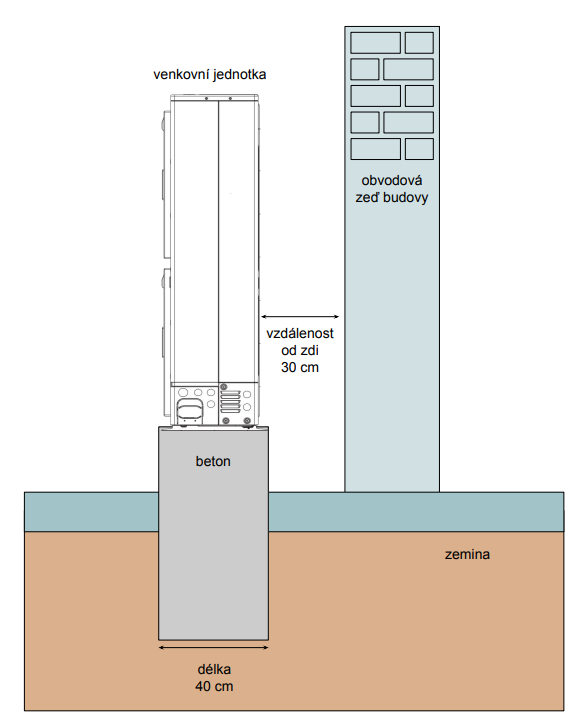 venkovní jednotka
obvodová
zeď budovy
vzdálenost
od zdi
30 cm
beton
zemina
délka
40 cm